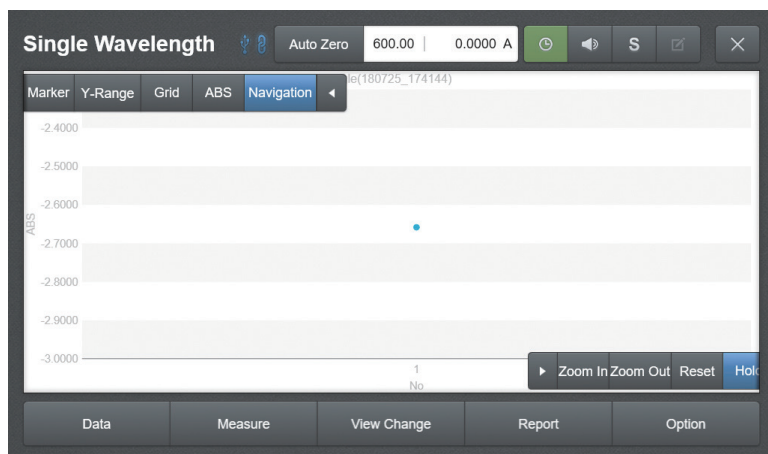 Single Wavelength Auto Zero 600.00 0.0000 A S
Marker Y-Range Grid ABS Navigation
le(180725_174144)
-2.4000
-2.5000
-2.6000
ABS
-2.7000
-2.8000
-2.9000
-3.0000
1
No
Zoom In Zoom Out Reset Hold
Data Measure View Change Report Option